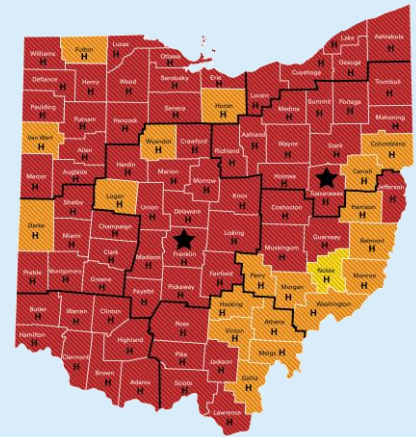 Williams
H
Fulton
H
Lucas
H
Ottawa
H
Lake
H
Ashtabula
H
Geauga
H
Cuyahoga
H
Defiance
H
Henry
H
Wood
H
Sandusky
H
Erie
H
Lorain
H
Trumbull
H
Paulding
H
Putnam
H
Hancock
H
Seneca
H
Huron
H
Medina
H
Summit
H
Portage
H
Mahoning
H
Van Wert
H
Allen
H
Wyandot
H
Crawford
H
Richland
H
Ashland
H
Wayne
H
Stark
H
Columbiana
H
Mercer
H
Auglaize
H
Hardin
H
Marion
H
Morrow
H
Holmes
H
Tuscarawas
H
Carroll
H
Jefferson
H
Shelby
H
Logan
H
Union
H
Delaware
H
Knox
H
Coshocton
H
Harrison
H
Darke
H
Miami
H
Champaign
H
Clark
H
Madison
H
Franklin
H
Licking
H
Muskingum
H
Guernsey
H
Belmont
H
Preble
H
Montgomery
H
Greene
H
Fayette
H
Pickaway
H
Fairfield
H
Perry
H
Morgan
H
Noble
H
Monroe
H
Butler
H
Warren
H
Clinton
H
Ross
H
Hocking
H
Athens
H
Washington
H
Hamilton
H
Clermont
H
Highland
H
Pike
H
Vinton
H
Meigs
H
Brown
H
Adams
H
Scioto
H
Jackson
H
Gallia
H
Lawrence
H